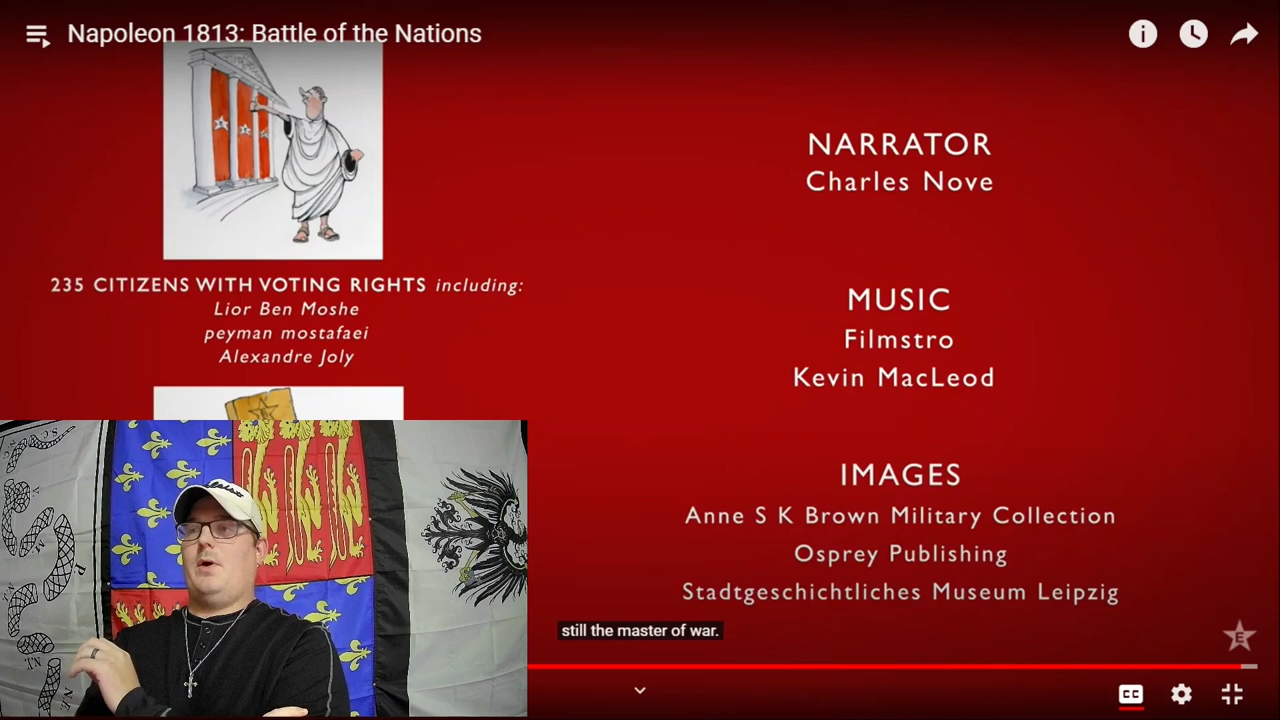 Napoleon 1813: Battle of the Nations
235 CITIZENS WITH VOTING RIGHTS including:
Lior Ben Moshe
peyman mostafaei
Alexandre Joly
NARRATOR
Charles Nove
MUSIC
Filmstro
Kevin MacLeod
IMAGES
Anne S K Brown Military Collection
Osprey Publishing
Stadtgeschichtliches Museum Leipzig
still the master of war.
E
CC